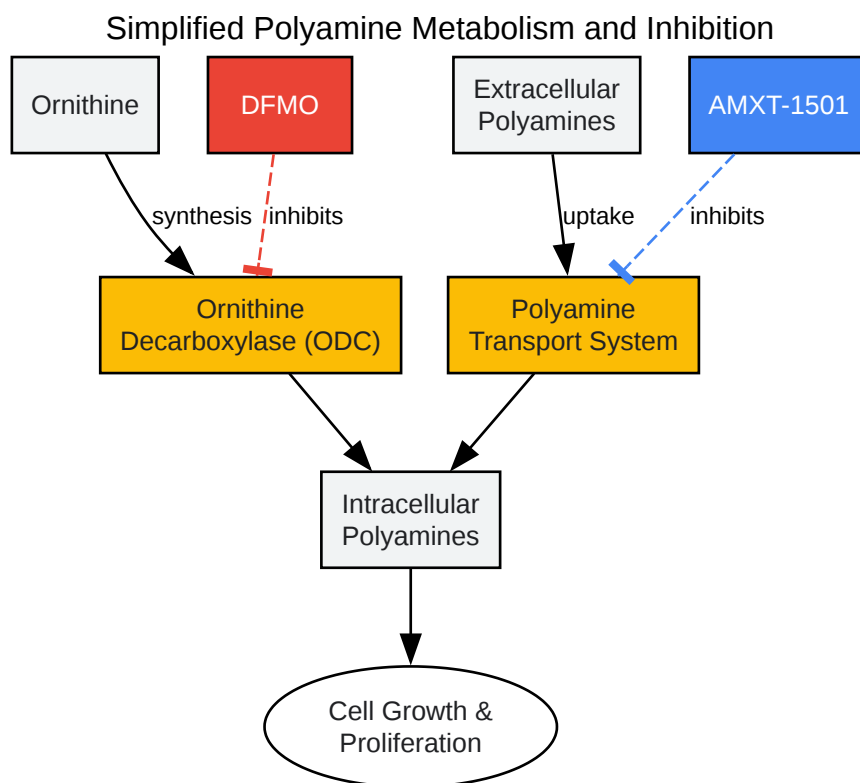 Simplified Polyamine Metabolism and Inhibition
Ornithine
DFMO
Extracellular
Polyamines
AMXT-1501
synthesis
inhibits
uptake
inhibits
Ornithine
Decarboxylase (ODC)
Polyamine
Transport System
Intracellular
Polyamines
Cell Growth &
Proliferation